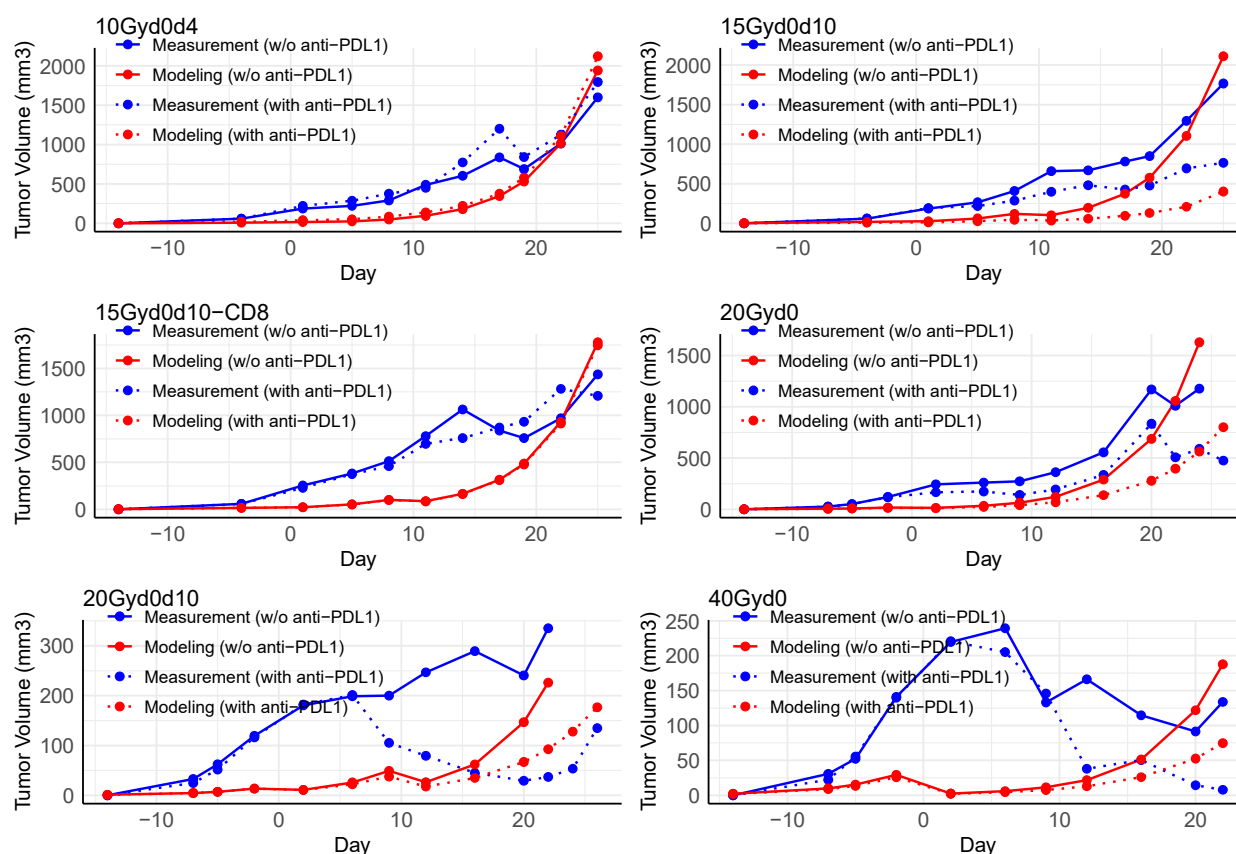 10Gyd0d4
Measurement (w/o anti−PDL1)
Modeling (w/o anti−PDL1)
Measurement (with anti−PDL1)
Modeling (with anti−PDL1)
Tumor Volume (mm3)
2000
1500
1000
500
0
−10
0
10
20
Day
15Gyd0d10
Measurement (w/o anti−PDL1)
Modeling (w/o anti−PDL1)
Measurement (with anti−PDL1)
Modeling (with anti−PDL1)
Tumor Volume (mm3)
2000
1500
1000
500
0
−10
0
10
20
Day
15Gyd0d10−CD8
Measurement (w/o anti−PDL1)
Modeling (w/o anti−PDL1)
Measurement (with anti−PDL1)
Modeling (with anti−PDL1)
Tumor Volume (mm3)
1500
1000
500
0
−10
0
10
20
Day
20Gyd0
Measurement (w/o anti−PDL1)
Modeling (w/o anti−PDL1)
Measurement (with anti−PDL1)
Modeling (with anti−PDL1)
Tumor Volume (mm3)
1500
1000
500
0
−10
0
10
20
Day
20Gyd0d10
Measurement (w/o anti−PDL1)
Modeling (w/o anti−PDL1)
Measurement (with anti−PDL1)
Modeling (with anti−PDL1)
Tumor Volume (mm3)
300
200
100
0
−10
0
10
20
Day
40Gyd0
Measurement (w/o anti−PDL1)
Modeling (w/o anti−PDL1)
Measurement (with anti−PDL1)
Modeling (with anti−PDL1)
Tumor Volume (mm3)
250
200
150
100
50
0
−10
0
10
20
Day